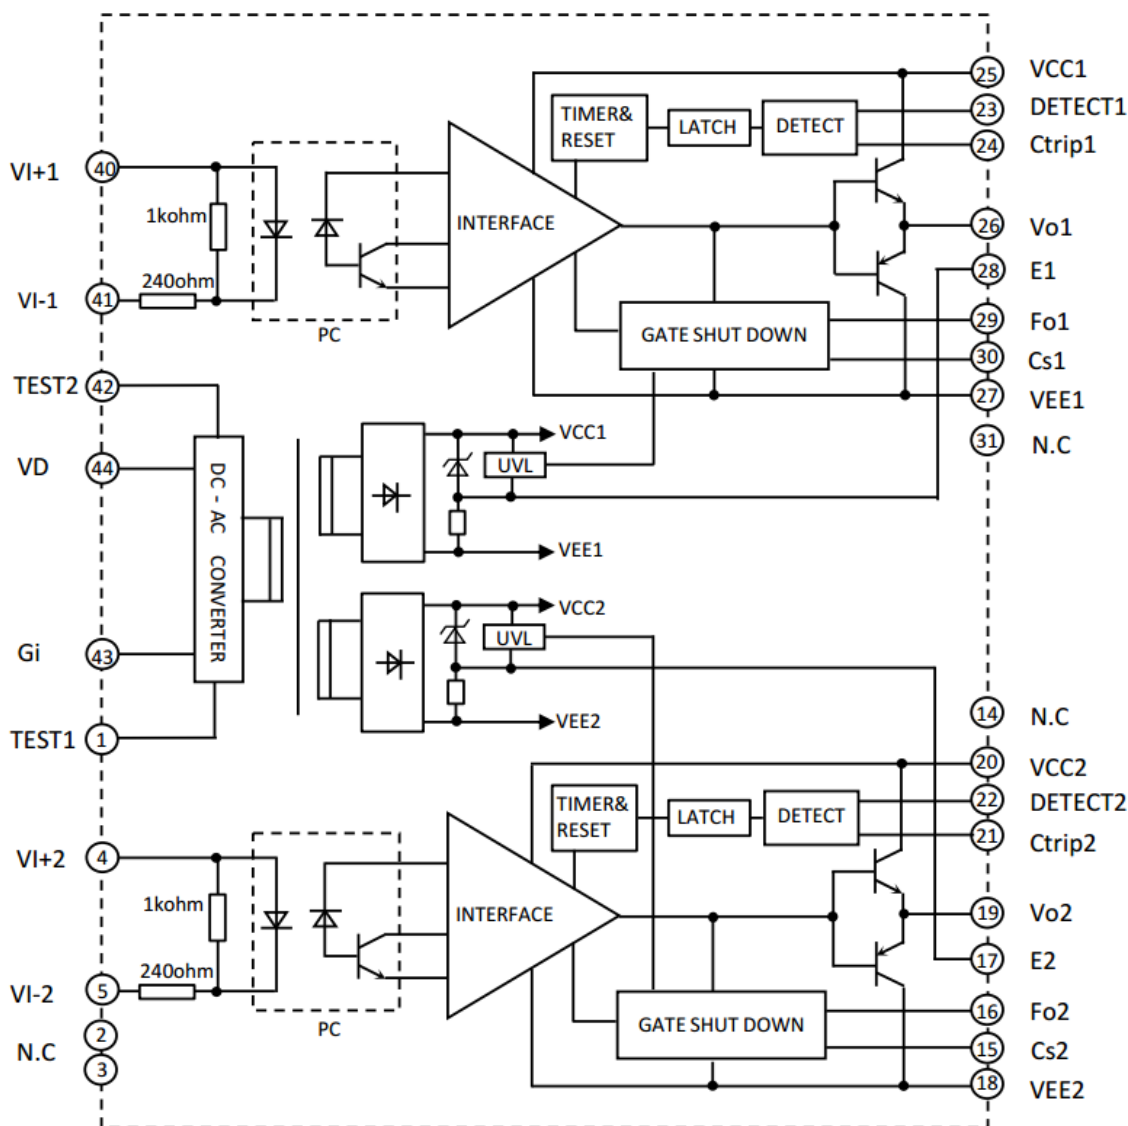 25 VCC1
TIMER&
RESET
LATCH
DETECT
23 DETECT1
24 Ctrip1
VI+1 40
1kohm
INTERFACE
26 Vo1
240ohm
VI-1 41
28 E1
PC
GATE SHUT DOWN
29 Fo1
30 Cs1
TEST2 42
27 VEE1
VCC1
31 N.C
VD 44
UVL
DC - AC CONVERTER
VEE1
VCC2
UVL
Gi 43
VEE2
14 N.C
TEST1 1
20 VCC2
TIMER&
RESET
LATCH
DETECT
22 DETECT2
21 Ctrip2
VI+2 4
1kohm
INTERFACE
19 Vo2
240ohm
17 E2
VI-2 5
PC
GATE SHUT DOWN
16 Fo2
N.C 2
3
15 Cs2
18 VEE2